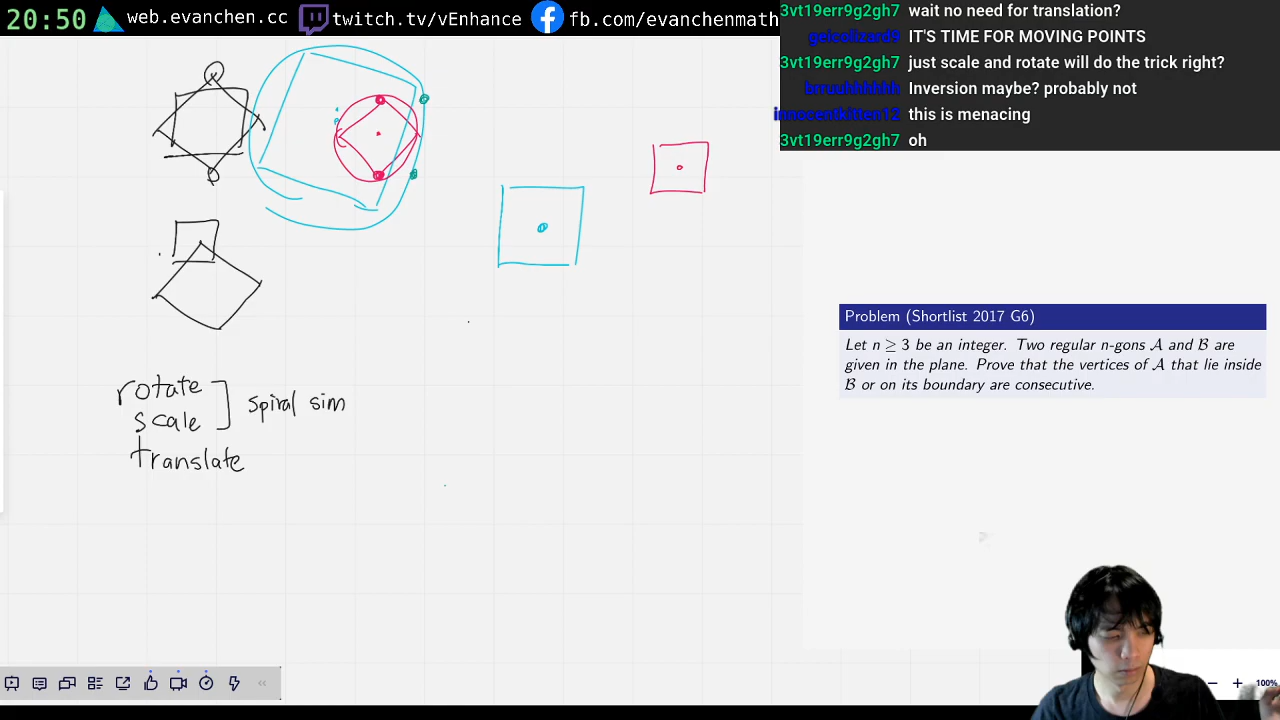 20:50 web.evanchen.cc twitch.tv/vEnhance fb.com/evanchenmath
3vt19err9g2gh7 wait no need for translation?
geicolizard9 IT'S TIME FOR MOVING POINTS
3vt19err9g2gh7 just scale and rotate will do the trick right?
brruuhhhhhh Inversion maybe? probably not
innocentkitten12 this is menacing
3vt19err9g2gh7 oh
rotate
scale
spiral sim
translate
Problem (Shortlist 2017 G6)
Let n ≥ 3 be an integer. Two regular n-gons 𝒜 and ℬ are
given in the plane. Prove that the vertices of 𝒜 that lie inside
ℬ or on its boundary are consecutive.
100%